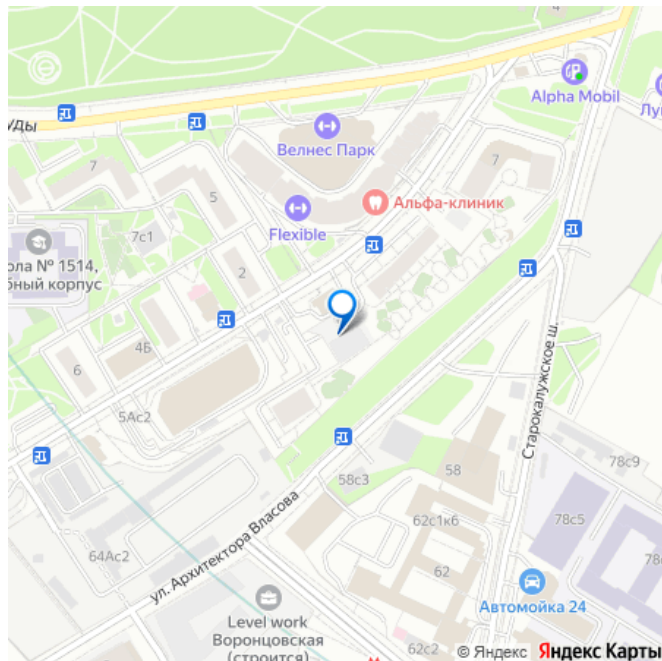 Alpha Mobil
Лу
УДЫ
Велнес Парк
7
7
5
Альфа-клиник
Flexible
7с1
ола № 1514,
бный корпус
2
4Б
6
5Ас2
Старокалужское ш.
58с3
58
78с9
ул. Архитектора Власова
62с1к6
78с5
64Ас2
62
78с
Автомойка 24
Level work
Воронцовская
(строится)
62с2
© Яндекс Яндекс Карты